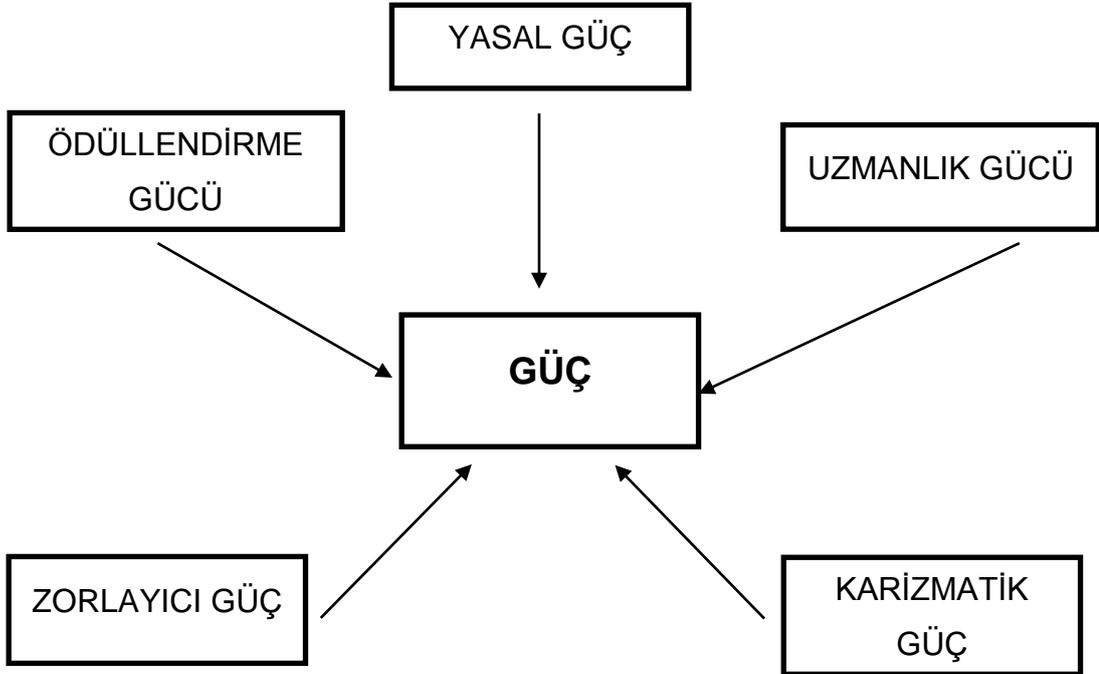 YASAL GÜÇ
ÖDÜLLENDİRME
GÜCÜ
UZMANLIK GÜCÜ
GÜÇ
ZORLAYICI GÜÇ
KARİZMATİK
GÜÇ